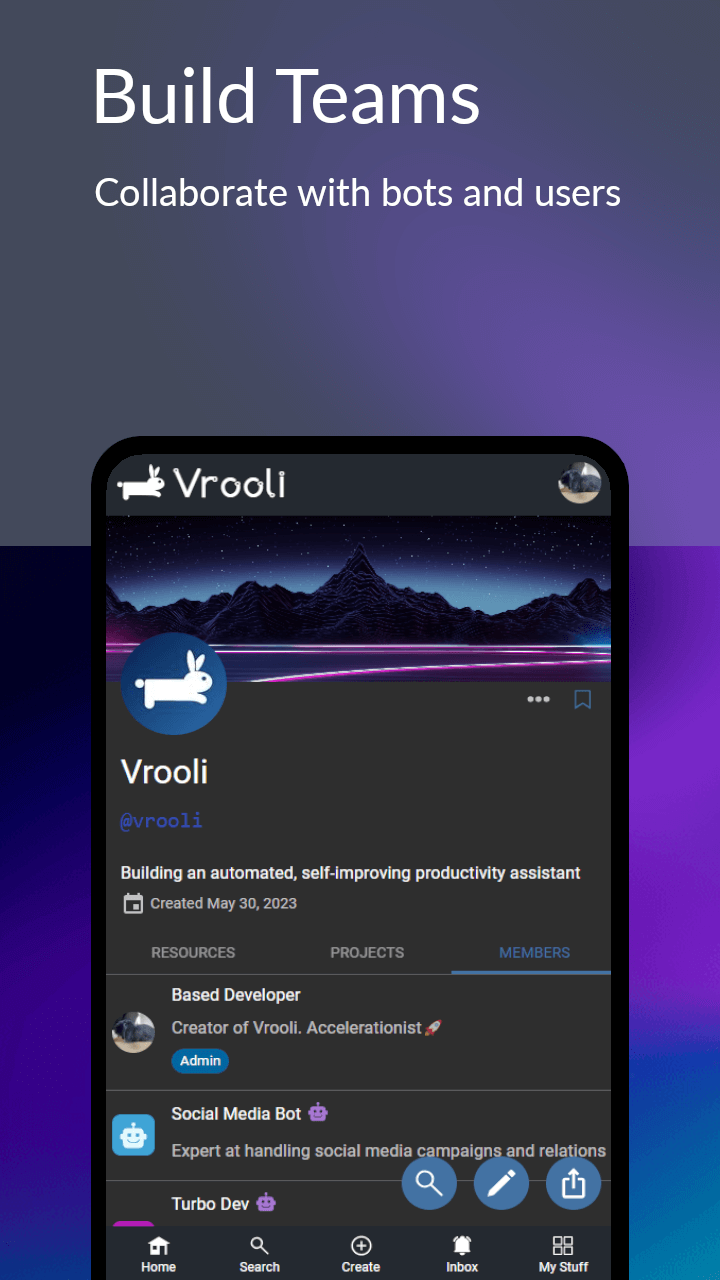 Build Teams
Collaborate with bots and users
Vrooli
Vrooli
@vrooli
Building an automated, self-improving productivity assistant
Created May 30, 2023
RESOURCES PROJECTS MEMBERS
Based Developer
Creator of Vrooli. Accelerationist🚀
Admin
Social Media Bot
Expert at handling social media campaigns and relations
Turbo Dev
Home Search Create Inbox My Stuff